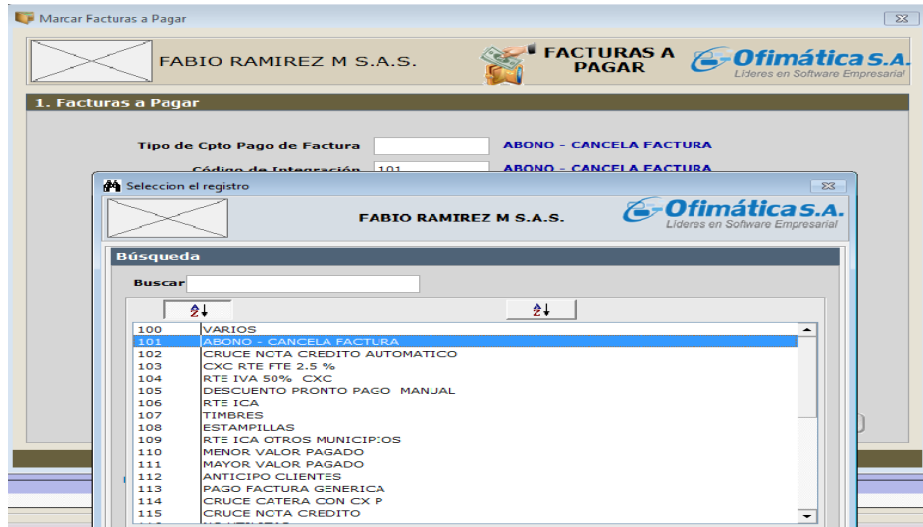 Marcar Facturas a Pagar
FABIO RAMIREZ M S.A.S.
FACTURAS A
PAGAR
Ofimática S.A.
Líderes en Software Empresarial
1. Facturas a Pagar
Tipo de Cpto Pago de Factura
ABONO - CANCELA FACTURA
Código de Integración 101 ABONO - CANCELA FACTURA
Seleccion el registro
FABIO RAMIREZ M S.A.S.
Ofimática S.A.
Líderes en Software Empresarial
Búsqueda
Buscar
100 VARIOS
101 ABONO - CANCELA FACTURA
102 CRUCE NOTA CREDITO AUTOMATICO
103 CXC RTE FTE 2.5 %
104 RTE IVA 50% CXC
105 DESCUENTO PRONTO PAGO MANJAL
106 RTE ICA
107 TIMBRES
108 ESTAMPILLAS
109 RTE ICA OTROS MUNICIPIOS
110 MENOR VALOR PAGADO
111 MAYOR VALOR PAGADO
112 ANTICIPO CLIENTES
113 PAGO FACTURA GENERICA
114 CRUCE CATERA CON CX P
115 CRUCE NOTA CREDITO